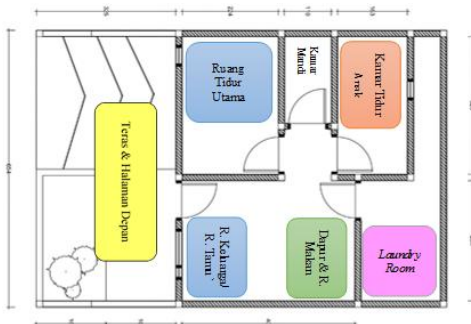 Ruang
Tidur
Utama
Kamar
Mandi
Kamar Tidur
Anak
Teras & Halaman Depan
R. Keluarga/
R. Tamu
Dapur & R.
Makan
Laundry
Room